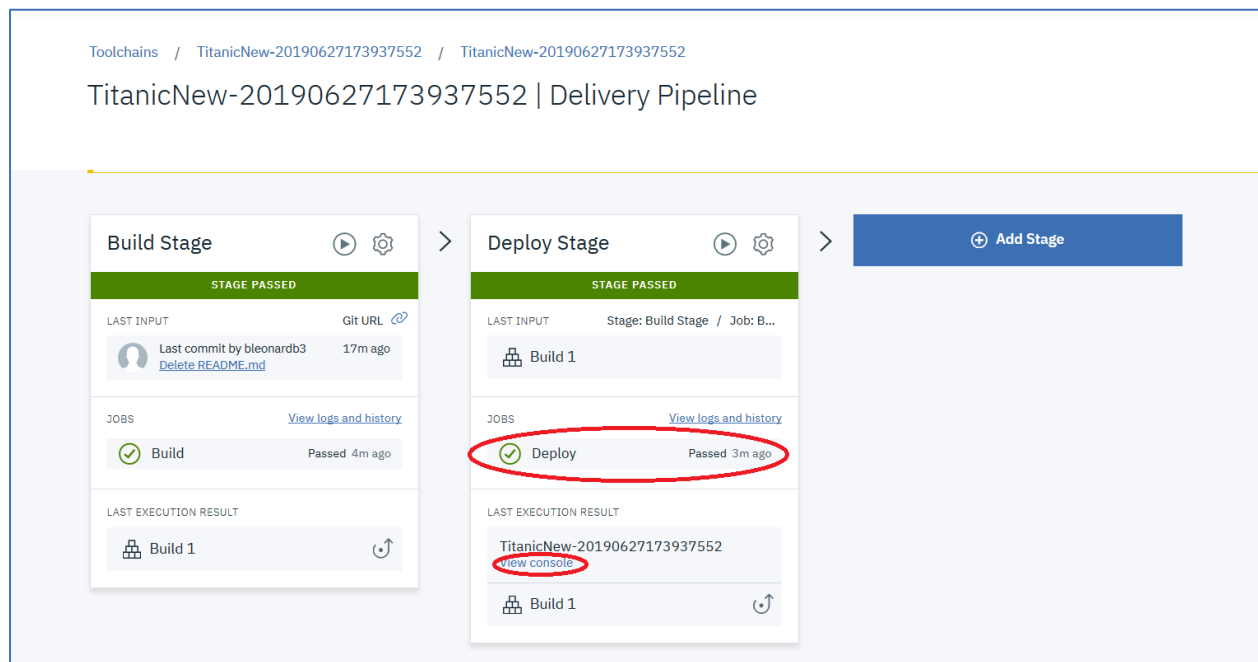 Toolchains / TitanicNew-20190627173937552 / TitanicNew-20190627173937552
TitanicNew-20190627173937552 | Delivery Pipeline
Build Stage
STAGE PASSED
LAST INPUT Git URL
Last commit by bleonardb3 17m ago
Delete README.md
JOBS View logs and history
Build Passed 4m ago
LAST EXECUTION RESULT
Build 1
Deploy Stage
STAGE PASSED
LAST INPUT Stage: Build Stage / Job: B...
Build 1
JOBS View logs and history
Deploy Passed 3m ago
LAST EXECUTION RESULT
TitanicNew-20190627173937552
View console
Build 1
Add Stage